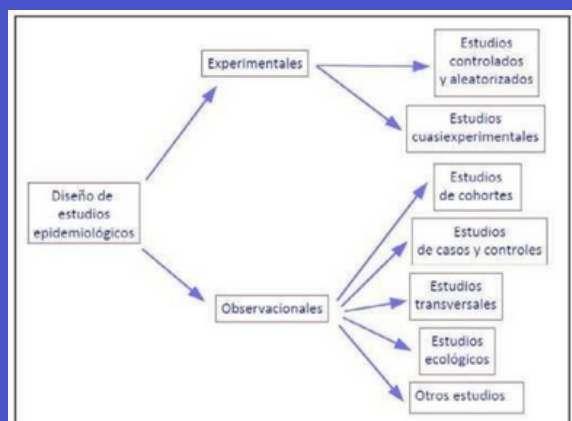 Experimentales
Estudios
controlados
y aleatorizados
Estudios
cuasiexperimentales
Diseño de
estudios
epidemiológicos
Observacionales
Estudios
de cohortes
Estudios
de casos y controles
Estudios
transversales
Estudios
ecológicos
Otros estudios